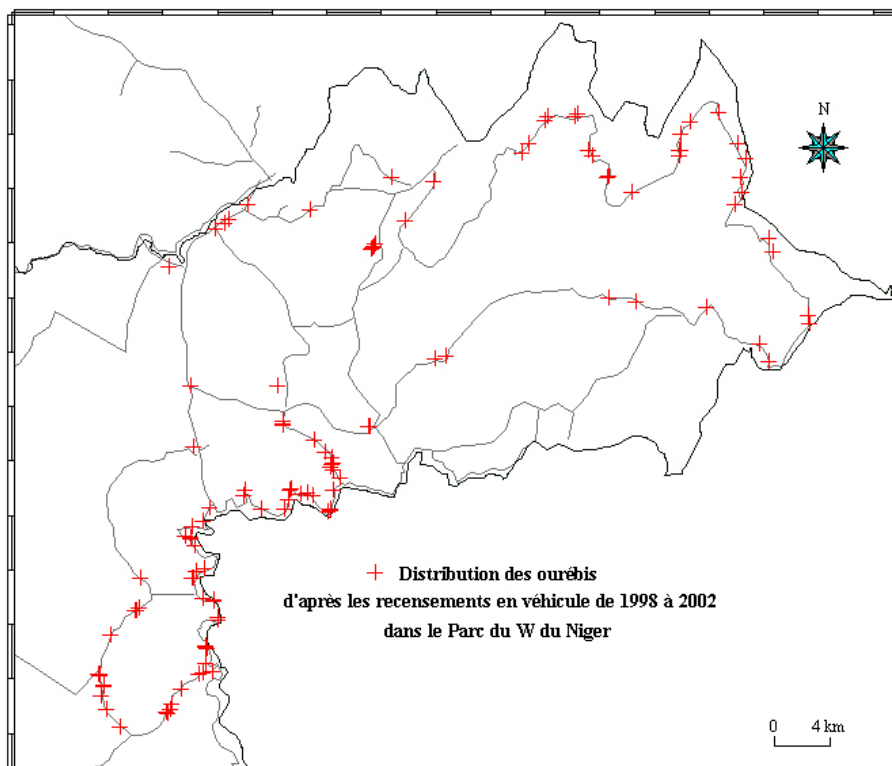 N
Distribution des ourébis
d'après les recensements en véhicule de 1998 à 2002
dans le Parc du W du Niger
0 4 km